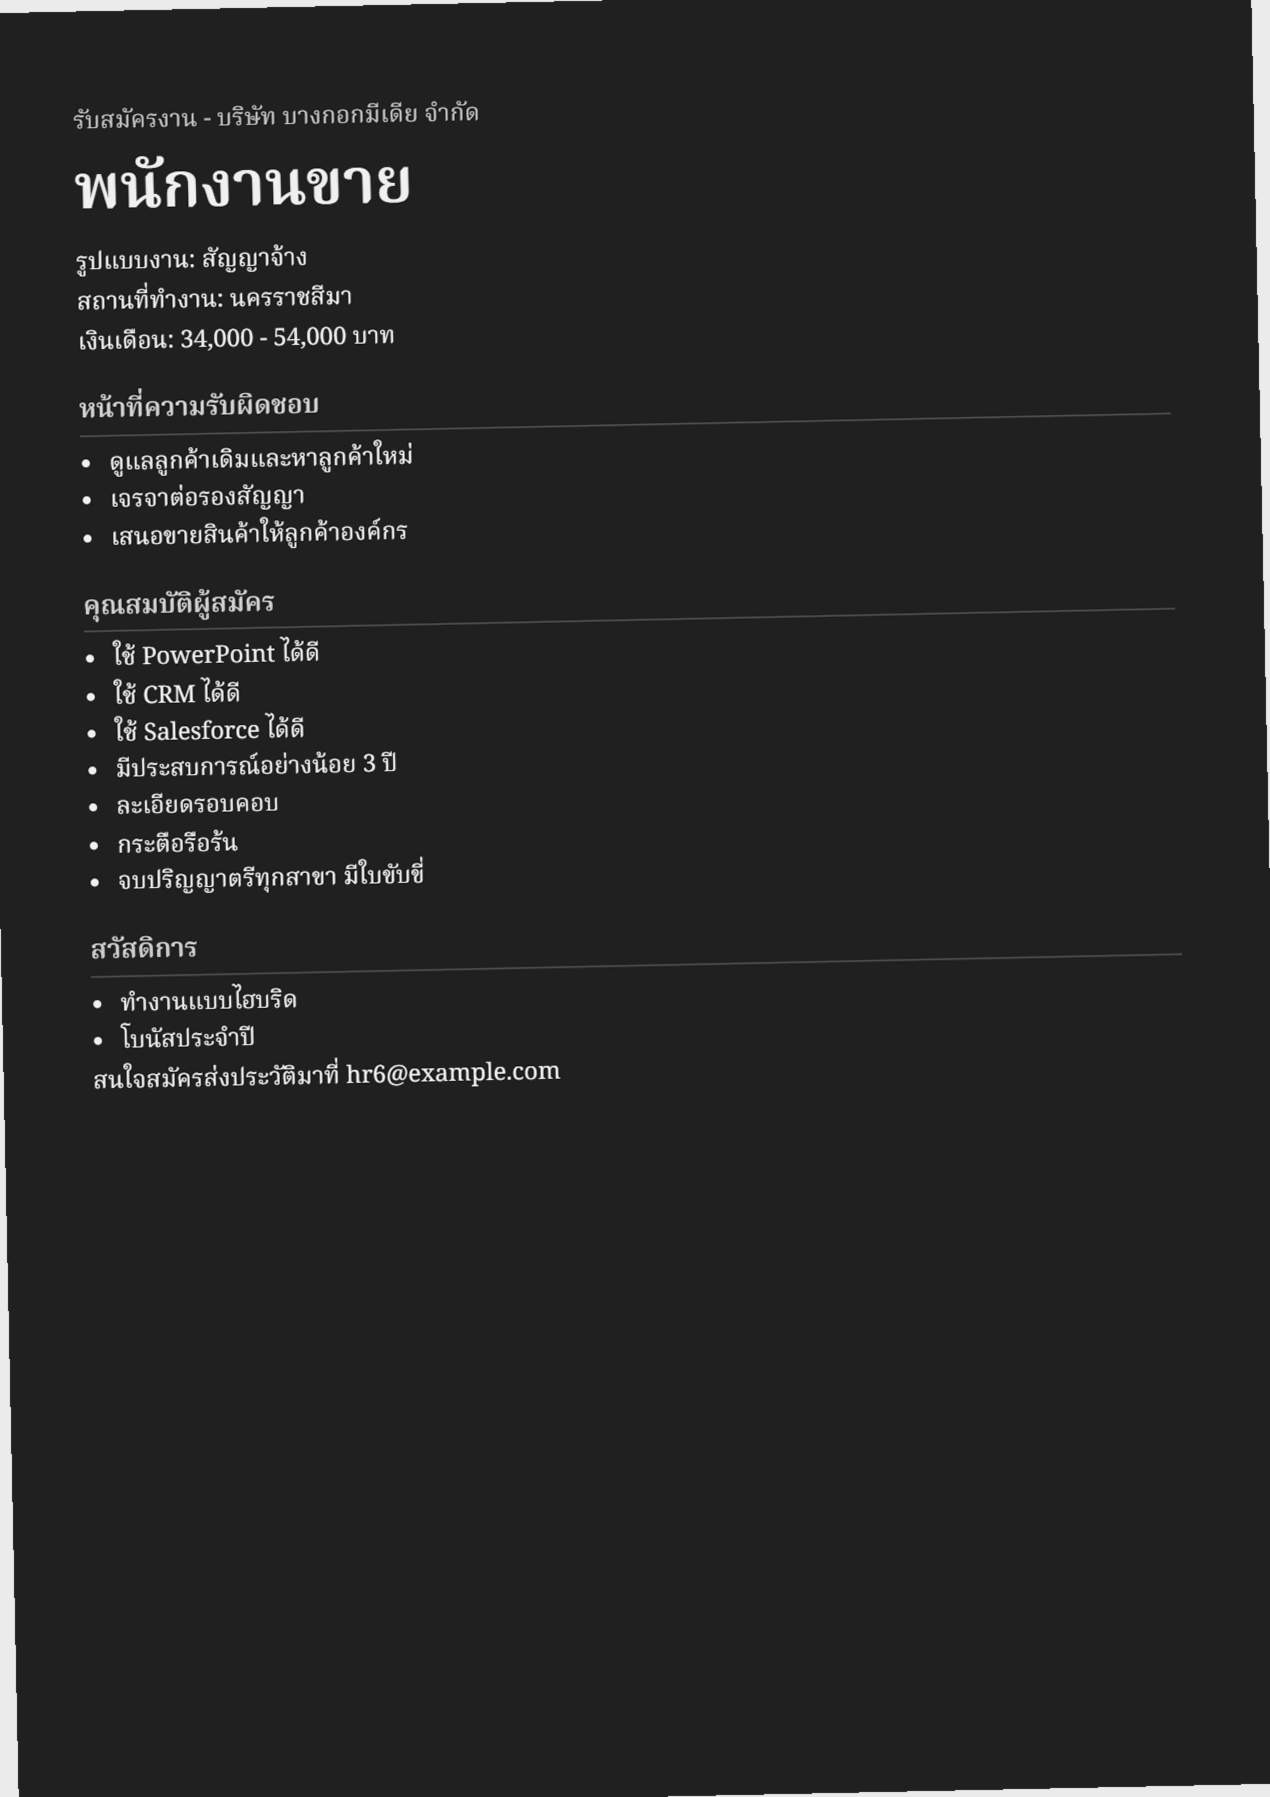 รับสมัครงาน - บริษัท บางกอกมีเดีย จำกัด
พนักงานขาย
รูปแบบงาน: สัญญาจ้าง
สถานที่ทำงาน: นครราชสีมา
เงินเดือน: 34,000 - 54,000 บาท
หน้าที่ความรับผิดชอบ
• ดูแลลูกค้าเดิมและหาลูกค้าใหม่
• เจรจาต่อรองสัญญา
• เสนอขายสินค้าให้ลูกค้าองค์กร
คุณสมบัติผู้สมัคร
• ใช้ PowerPoint ได้ดี
• ใช้ CRM ได้ดี
• ใช้ Salesforce ได้ดี
• มีประสบการณ์อย่างน้อย 3 ปี
• ละเอียดรอบคอบ
• กระตือรือร้น
• จบปริญญาตรีทุกสาขา มีใบขับขี่
สวัสดิการ
• ทำงานแบบไฮบริด
• โบนัสประจำปี
สนใจสมัครส่งประวัติมาที่ hr6@example.com